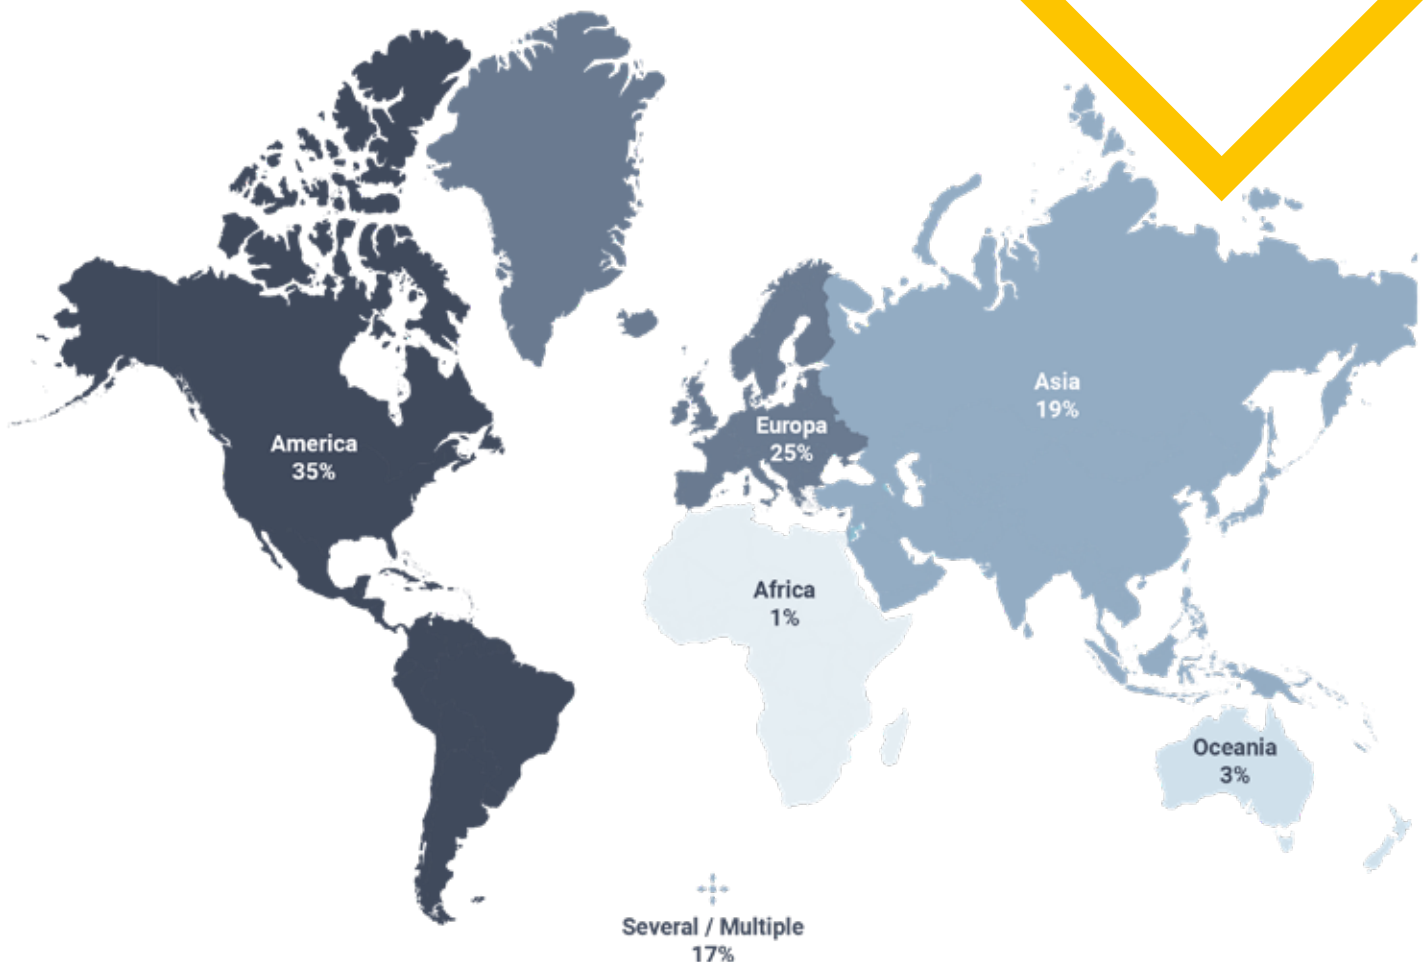 America
35%
Europa
25%
Asia
19%
Africa
1%
Oceania
3%
Several / Multiple
17%